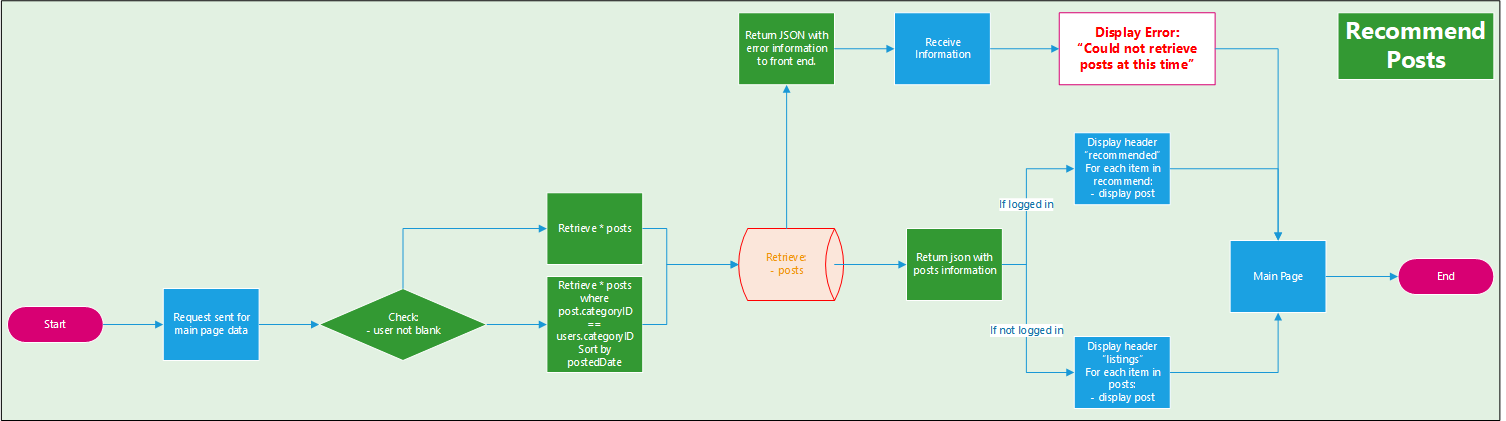 Recommend
Posts
Return JSON with
error information
to front end.
Receive
Information
Display Error:
“Could not retrieve
posts at this time”
Display header
“recommended”
For each item in
recommend:
- display post
If logged in
Retrieve * posts
Retrieve:
- posts
Return json with
posts information
Main Page
End
Start
Request sent for
main page data
Check:
- user not blank
Retrieve * posts
where
post.categoryID
==
users.categoryID
Sort by
postedDate
If not logged in
Display header
“listings”
For each item in
posts:
- display post